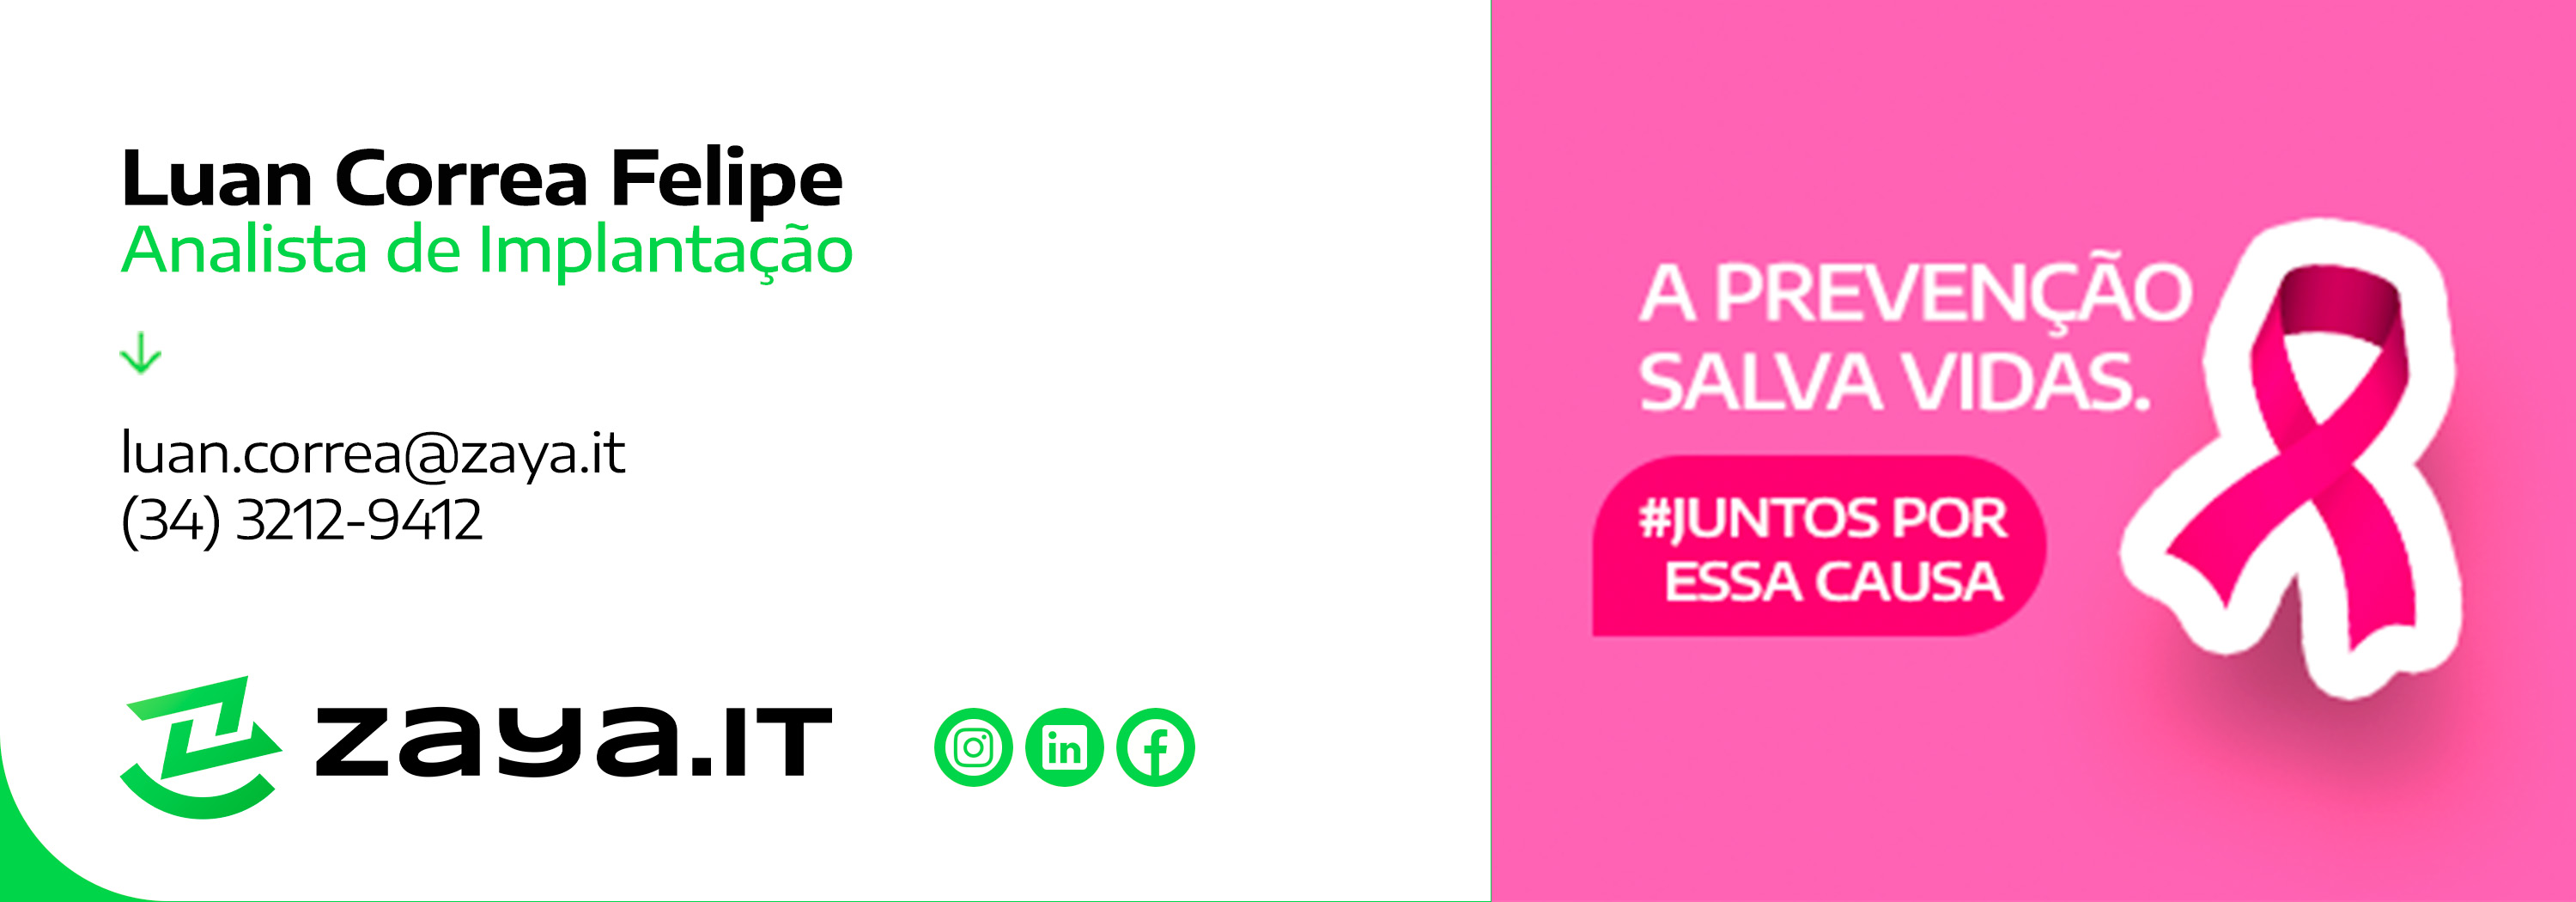 Luan Correa Felipe
Analista de Implantação
luan.correa@zaya.it
(34) 3212-9412
zaya.IT
in
f
A PREVENÇÃO
SALVA VIDAS.
#JUNTOS POR
ESSA CAUSA